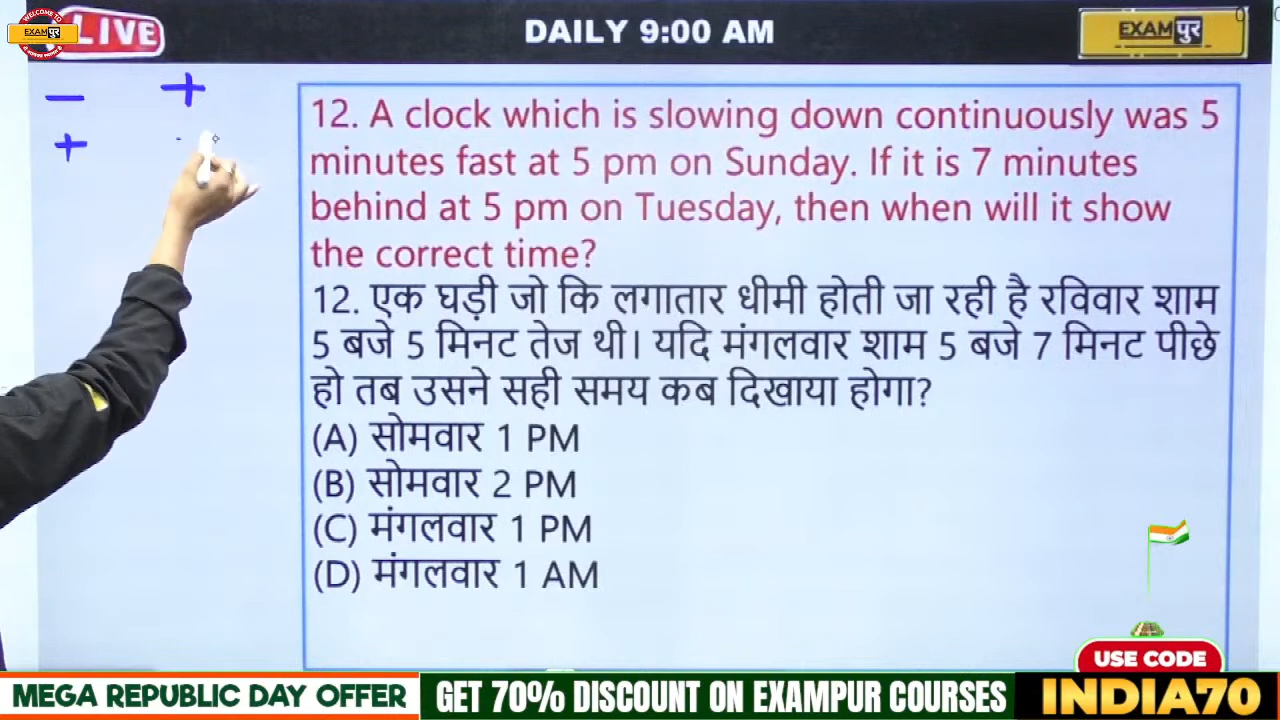 WELCOME TO
EXAMपुर
LIVE
DAILY 9:00 AM
EXAMपुर
− +
+ -
12. A clock which is slowing down continuously was 5
minutes fast at 5 pm on Sunday. If it is 7 minutes
behind at 5 pm on Tuesday, then when will it show
the correct time?
12. एक घड़ी जो कि लगातार धीमी होती जा रही है रविवार शाम
5 बजे 5 मिनट तेज थी। यदि मंगलवार शाम 5 बजे 7 मिनट पीछे
हो तब उसने सही समय कब दिखाया होगा?
(A) सोमवार 1 PM
(B) सोमवार 2 PM
(C) मंगलवार 1 PM
(D) मंगलवार 1 AM
USE CODE
MEGA REPUBLIC DAY OFFER
GET 70% DISCOUNT ON EXAMPUR COURSES
INDIA70